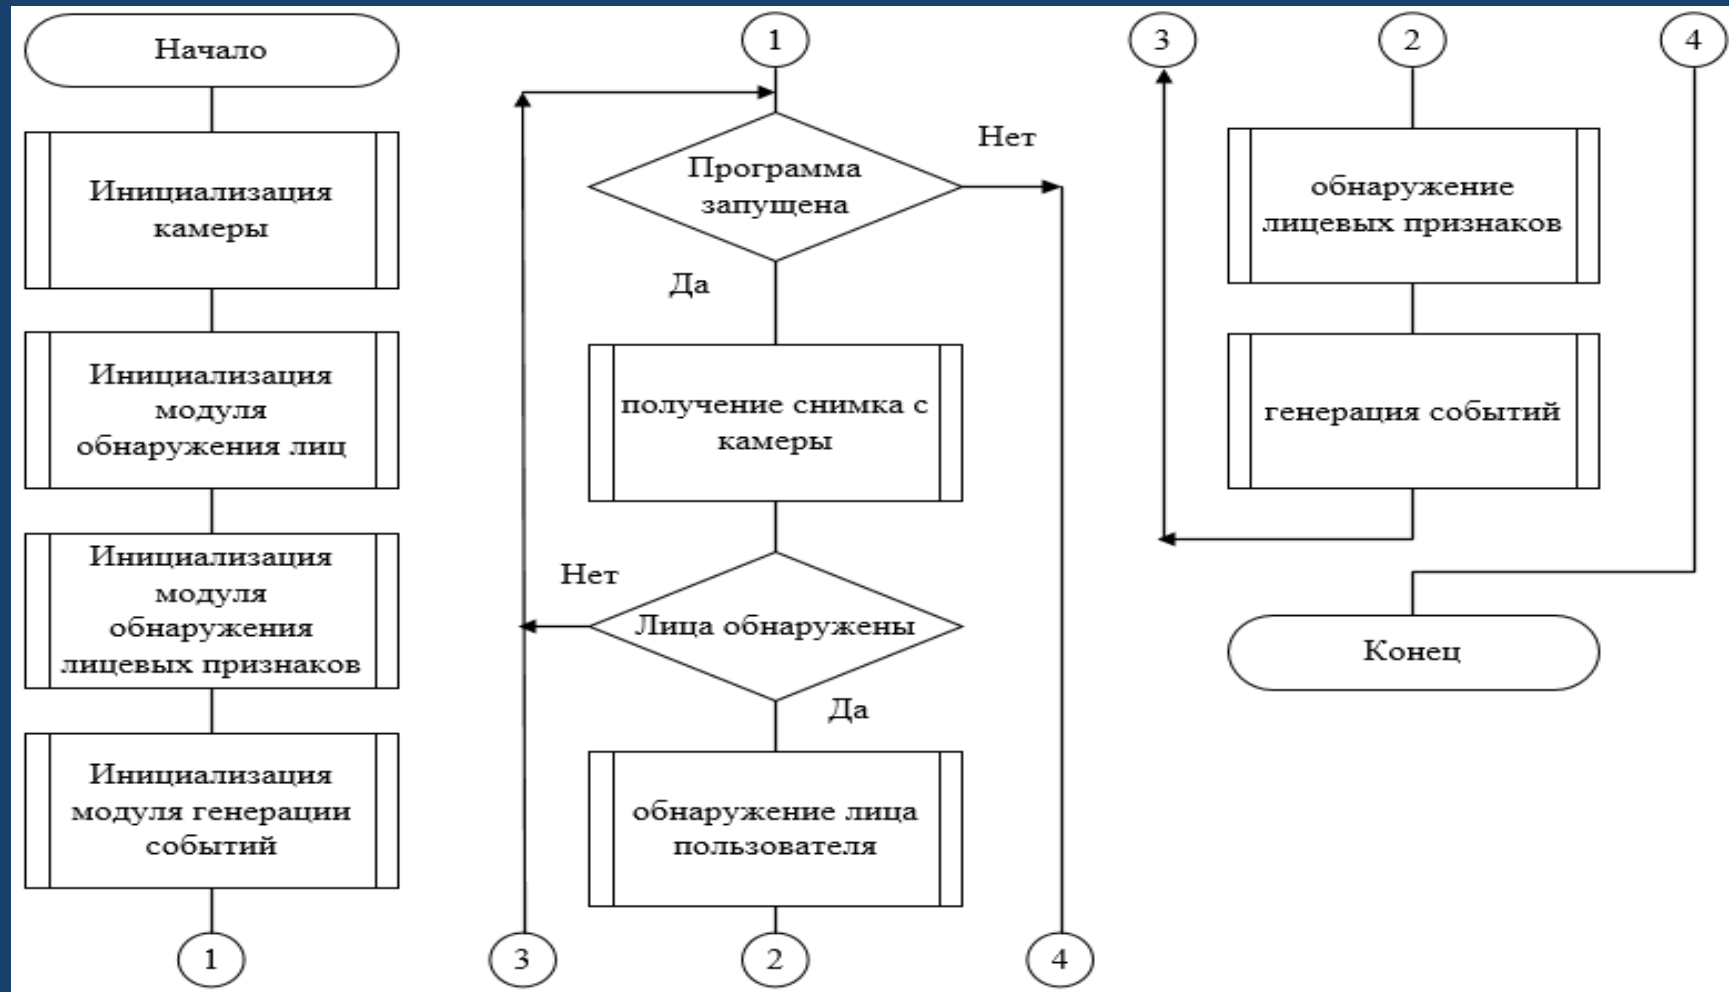 Начало
Инициализация
камеры
Инициализация
модуля
обнаружения лиц
Инициализация
модуля
обнаружения
лицевых признаков
Инициализация
модуля генерации
событий
1
1
Программа
запущена
Нет
Да
получение снимка с
камеры
Лица обнаружены
Нет
Да
обнаружение лица
пользователя
3
2
4
3
2
4
обнаружение
лицевых признаков
генерация событий
Конец